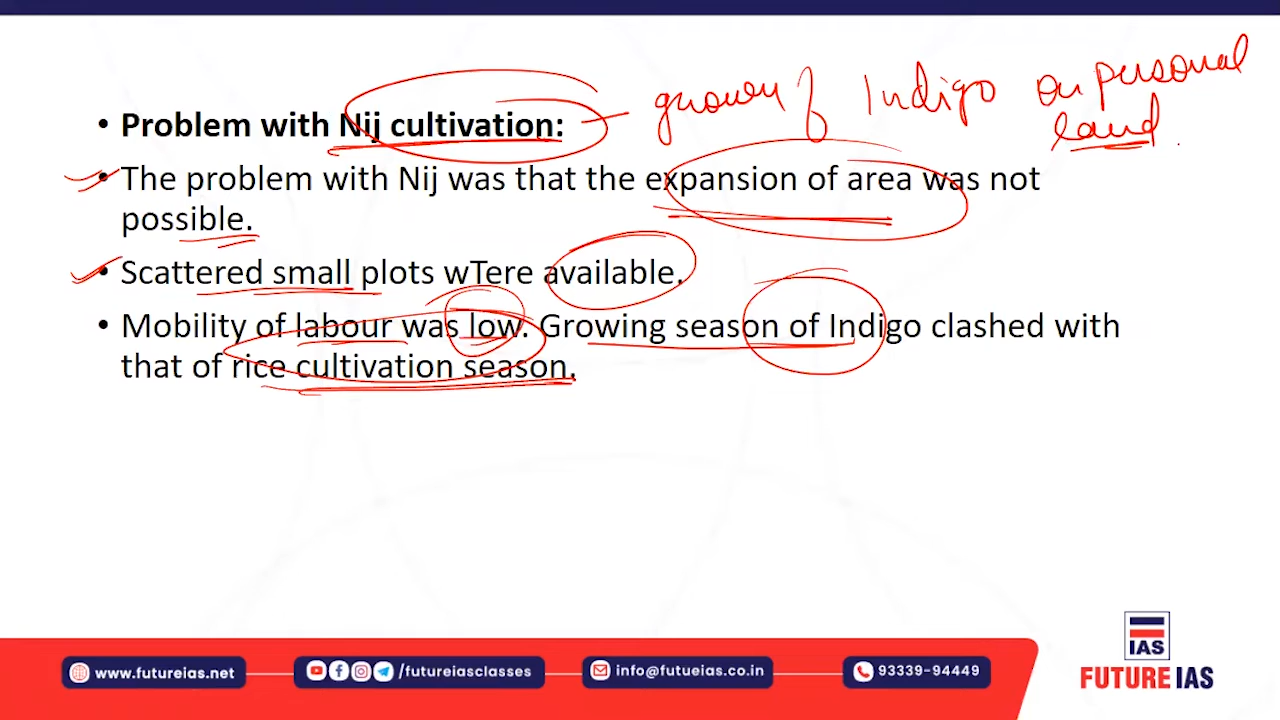 Problem with Nij cultivation:
growen of Indigo on personal
land
The problem with Nij was that the expansion of area was not
possible.
Scattered small plots wTere available.
Mobility of labour was low. Growing season of Indigo clashed with
that of rice cultivation season.
IAS
www.futureias.net
/futureiasclasses
info@futueias.co.in
93339-94449
FUTURE IAS